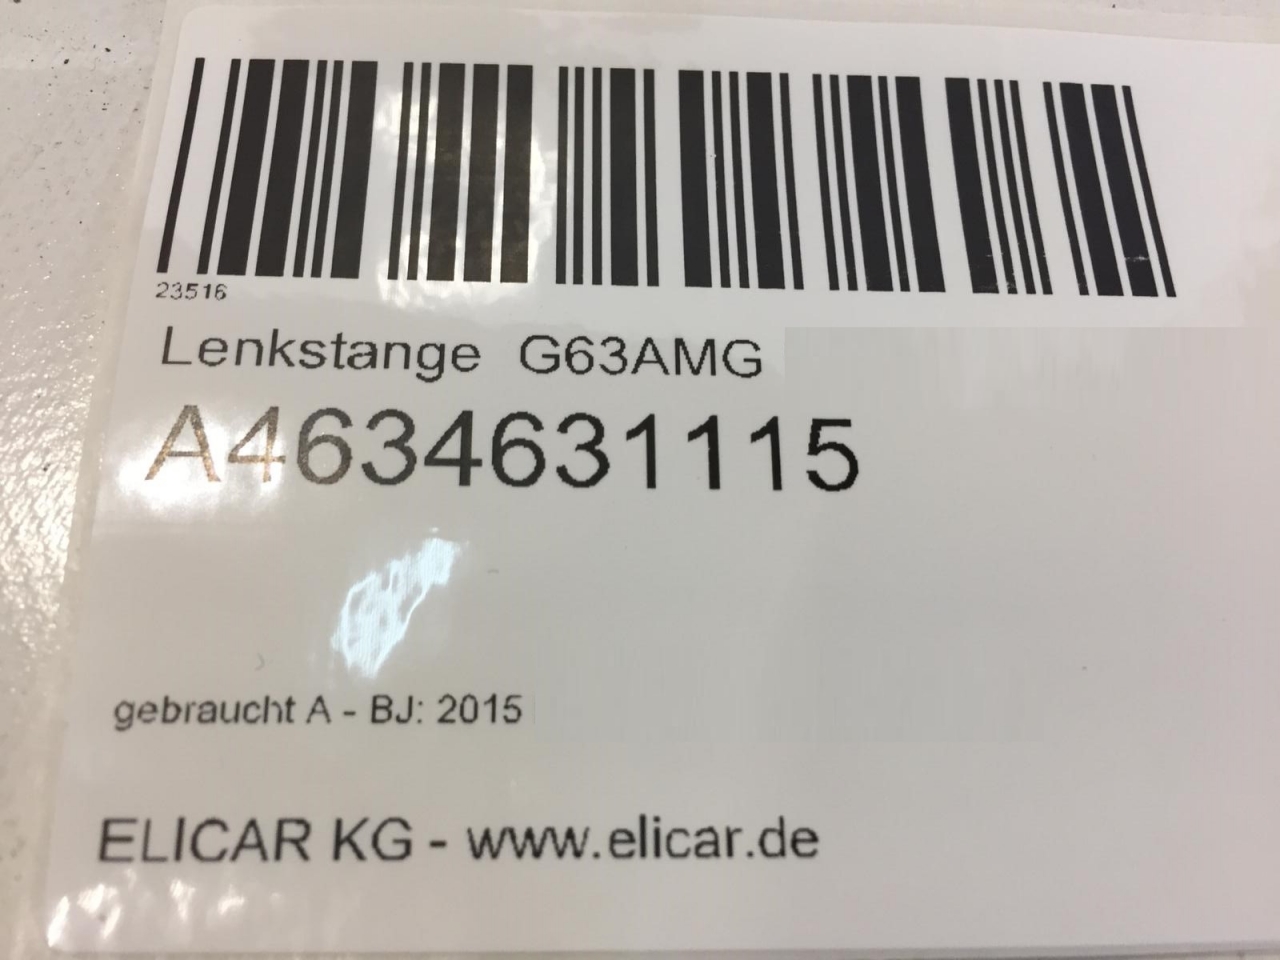 23516
Lenkstange G63AMG
A4634631115
gebraucht A - BJ: 2015
ELICAR KG - www.elicar.de